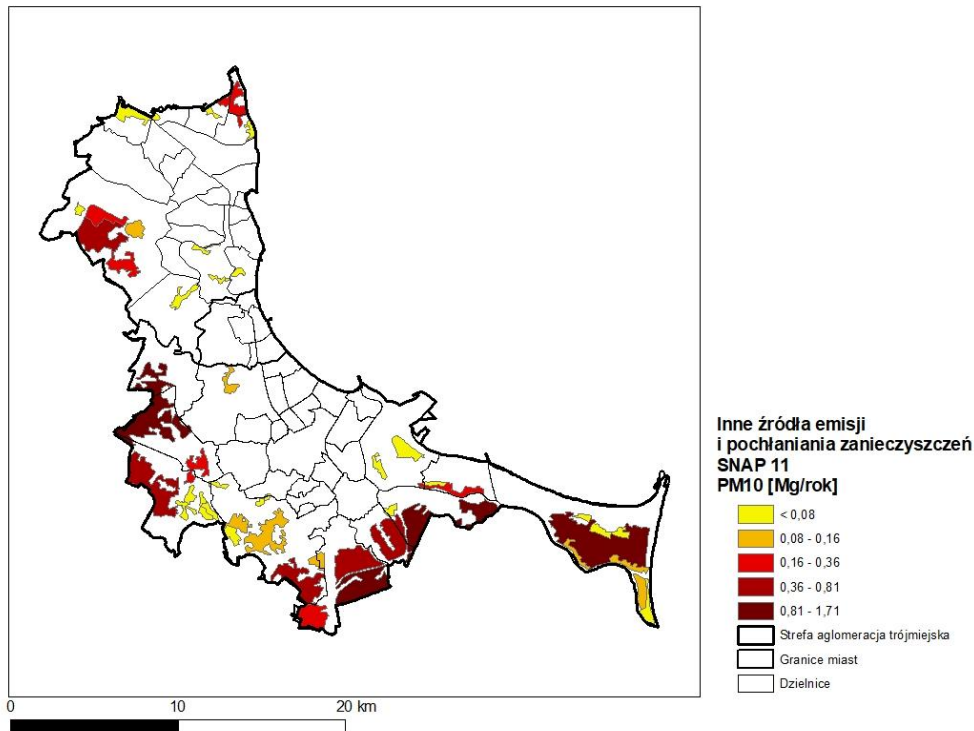 Inne źródła emisji
i pochłaniania zanieczyszczeń
SNAP 11
PM10 [Mg/rok]
< 0,08
0,08 - 0,16
0,16 - 0,36
0,36 - 0,81
0,81 - 1,71
Strefa aglomeracja trójmiejska
Granice miast
Dzielnice
0 10 20 km